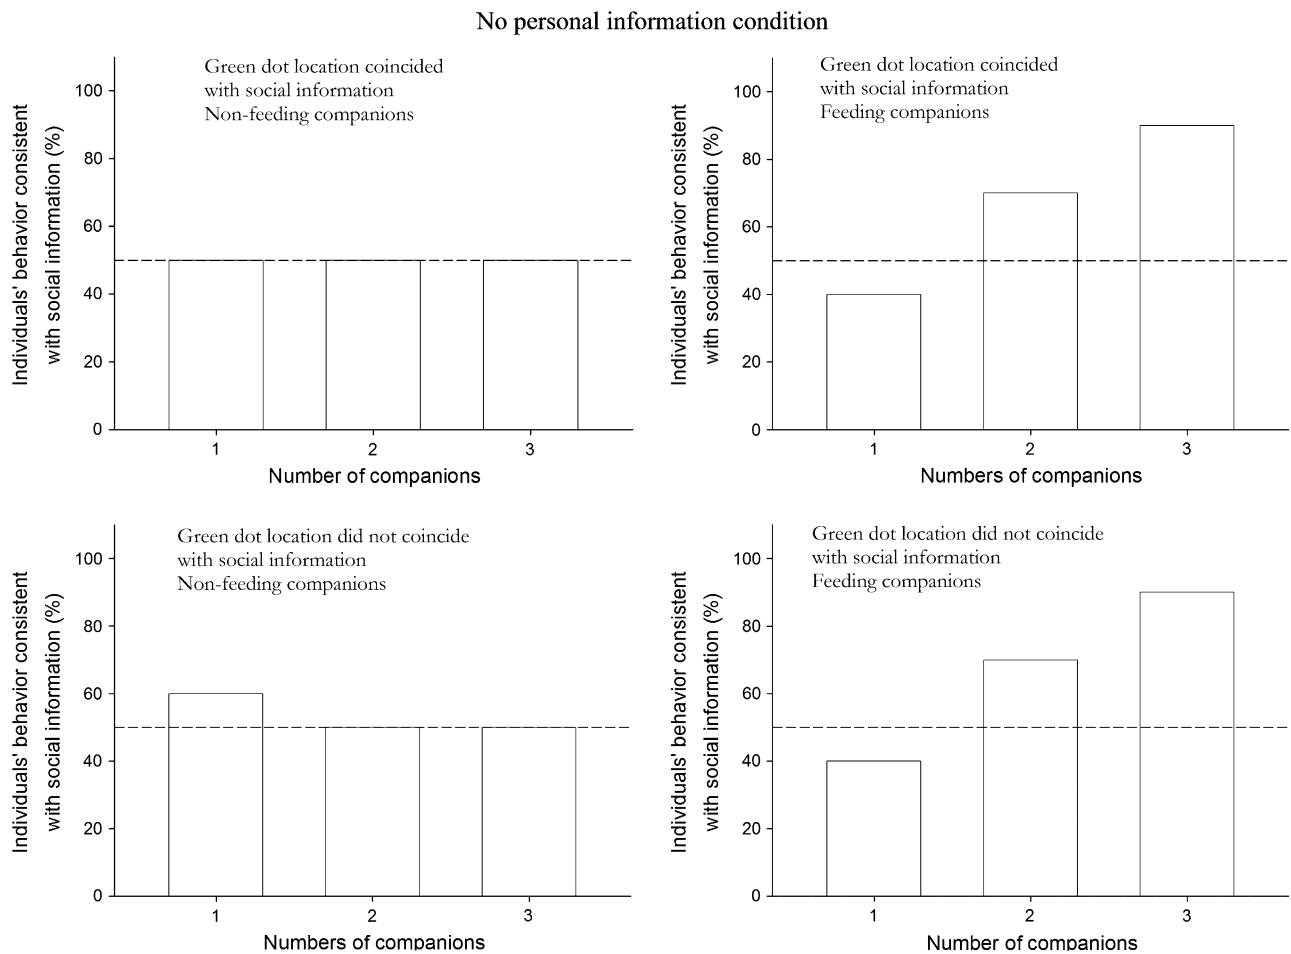 No personal information condition
Green dot location coincided
with social information
Non-feeding companions
Individuals' behavior consistent
with social information (%)
100
80
60
40
20
0
1 2 3
Number of companions
Green dot location coincided
with social information
Feeding companions
Individuals' behavior consistent
with social information (%)
100
80
60
40
20
0
1 2 3
Numbers of companions
Green dot location did not coincide
with social information
Non-feeding companions
Individuals' behavior consistent
with social information (%)
100
80
60
40
20
0
1 2 3
Numbers of companions
Green dot location did not coincide
with social information
Feeding companions
Individuals' behavior consistent
with social information (%)
100
80
60
40
20
0
1 2 3
Number of companions